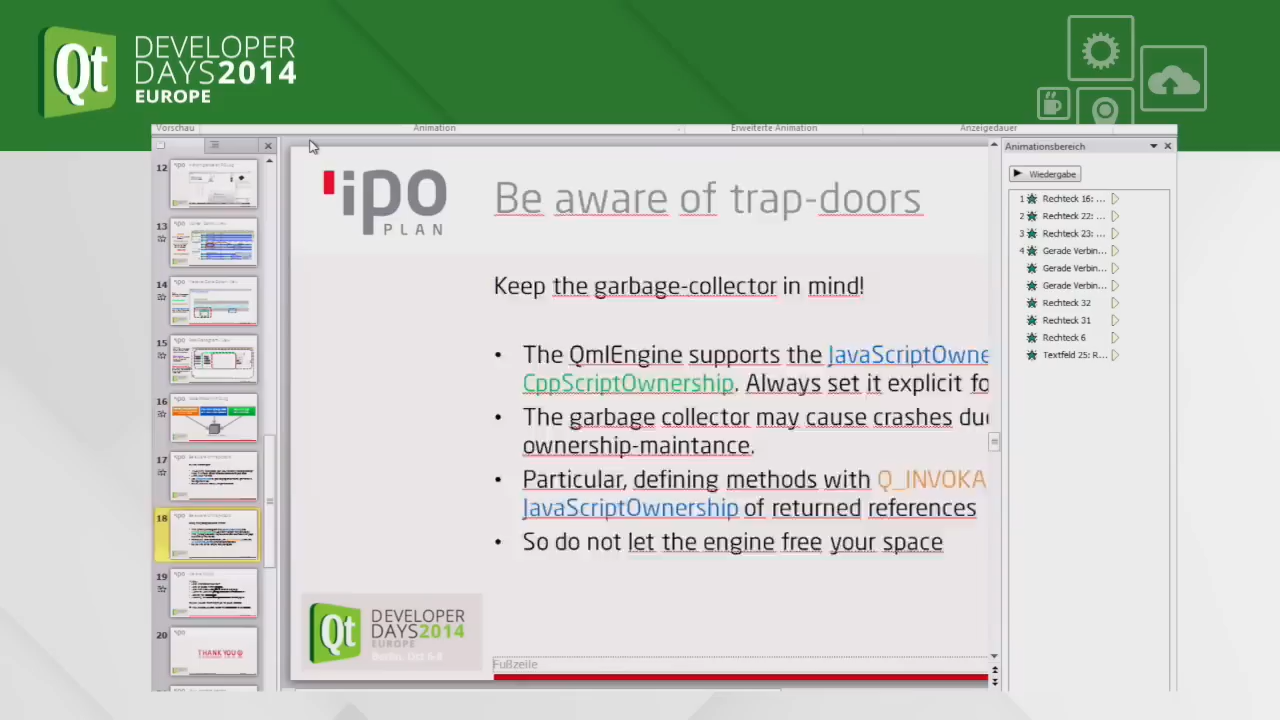 Qt
DEVELOPER
DAYS2014
EUROPE
Vorschau
Animation
Erweiterte Animation
Anzeigedauer
Animationsbereich
Wiedergabe
1 Rechteck 16: ...
2 Rechteck 22: ...
3 Rechteck 23: ...
4 Gerade Verbin...
Gerade Verbin...
Gerade Verbin...
Rechteck 32
Rechteck 31
Rechteck 6
Textfeld 25: R...
12
13
14
15
16
17
18
19
20
THANK YOU
ipo
PLAN
Be aware of trap-doors
Keep the garbage-collector in mind!
• The QmlEngine supports the JavaScriptOwne
CppScriptOwnership. Always set it explicit fo
• The garbage collector may cause crashes due
ownership-maintance.
• Particular, defining methods with Q_INVOKA
JavaScriptOwnership of returned references
• So do not let the engine free your space
Qt
DEVELOPER
DAYS2014
EUROPE
Berlin, Oct 6-8
Fußzeile